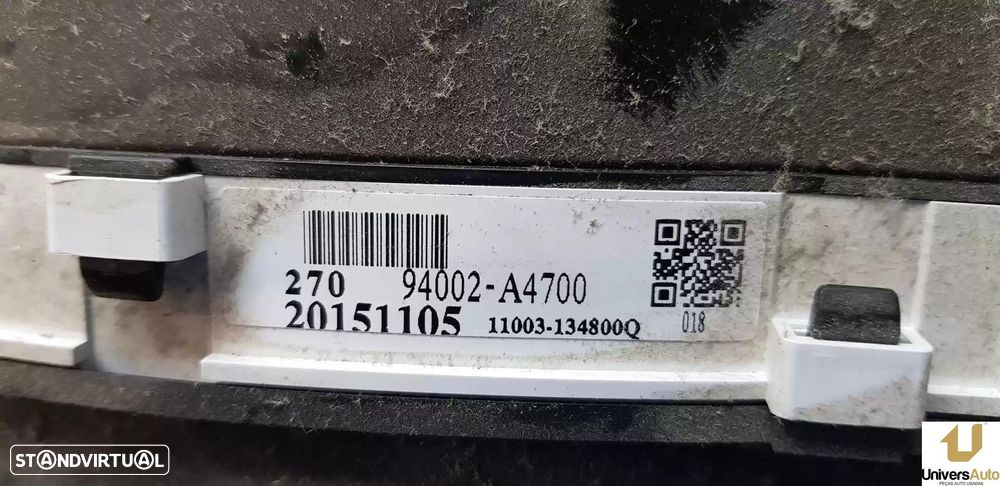 270 94002-A4700
20151105 11003-134800Q 018
STANDVIRTUAL
UniversAuto
PEÇAS AUTO USADAS